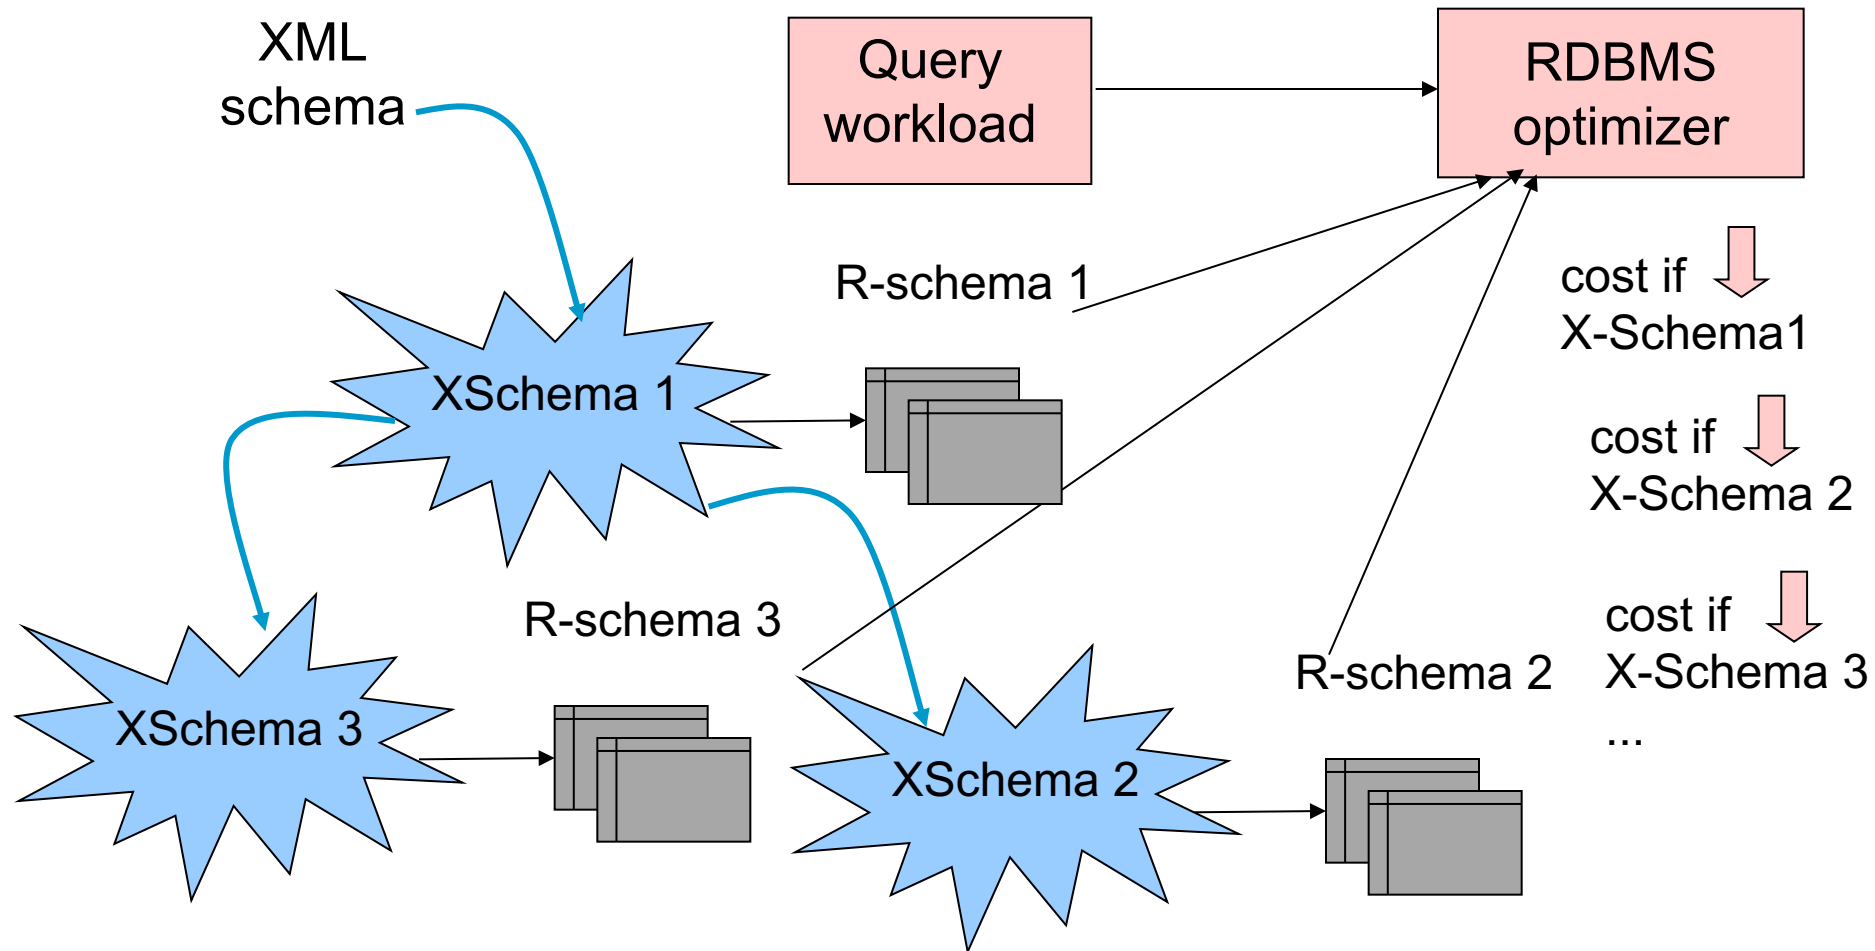 XML
schema
Query
workload
RDBMS
optimizer
R-schema 1
cost if
X-Schema1
XSchema 1
cost if
X-Schema 2
R-schema 3
cost if
X-Schema 3
...
R-schema 2
XSchema 3
XSchema 2